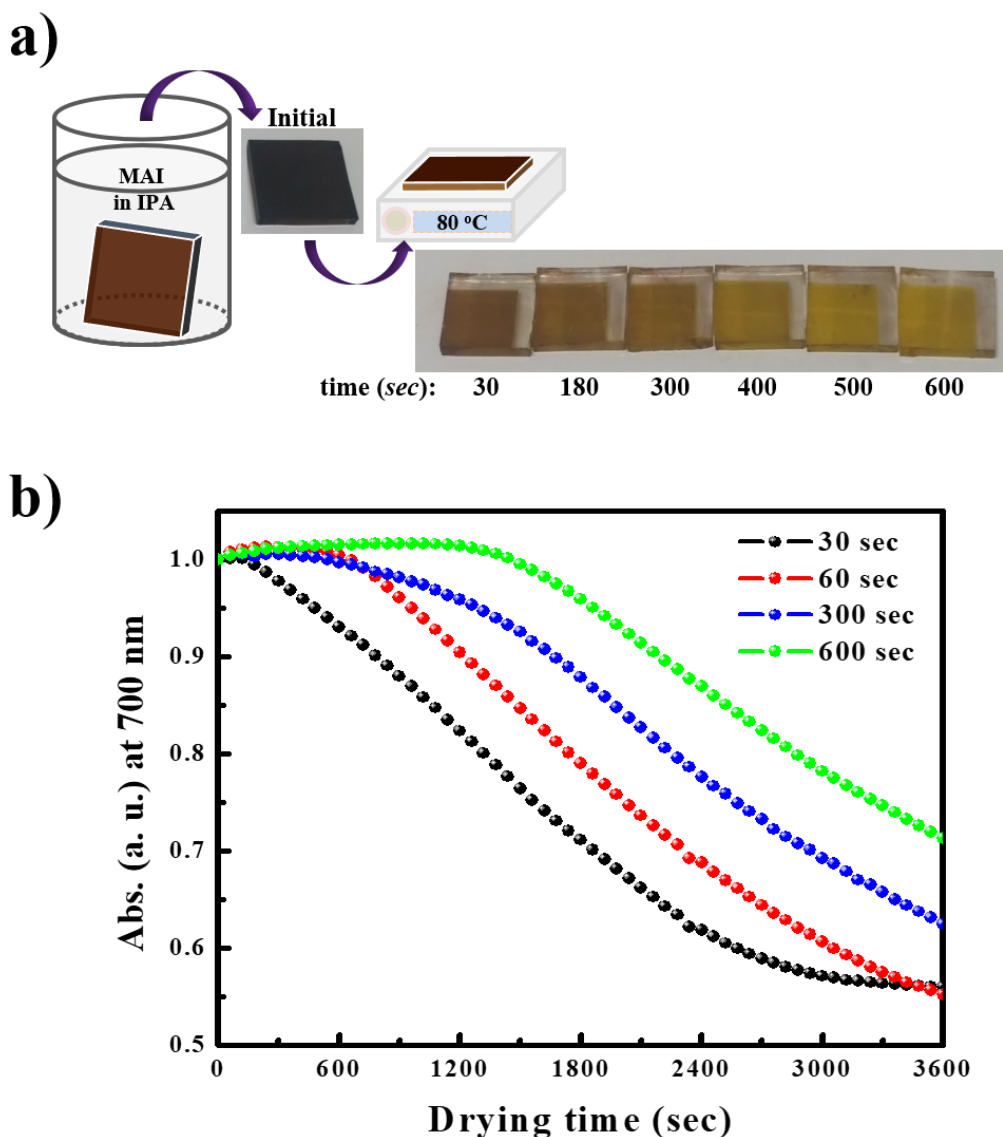 a)
Initial
MAI
in IPA
80 °C
time (sec): 30 180 300 400 500 600
b)
30 sec
60 sec
300 sec
600 sec
Abs. (a. u.) at 700 nm
1.0
0.9
0.8
0.7
0.6
0.5
0 600 1200 1800 2400 3000 3600
Drying time (sec)